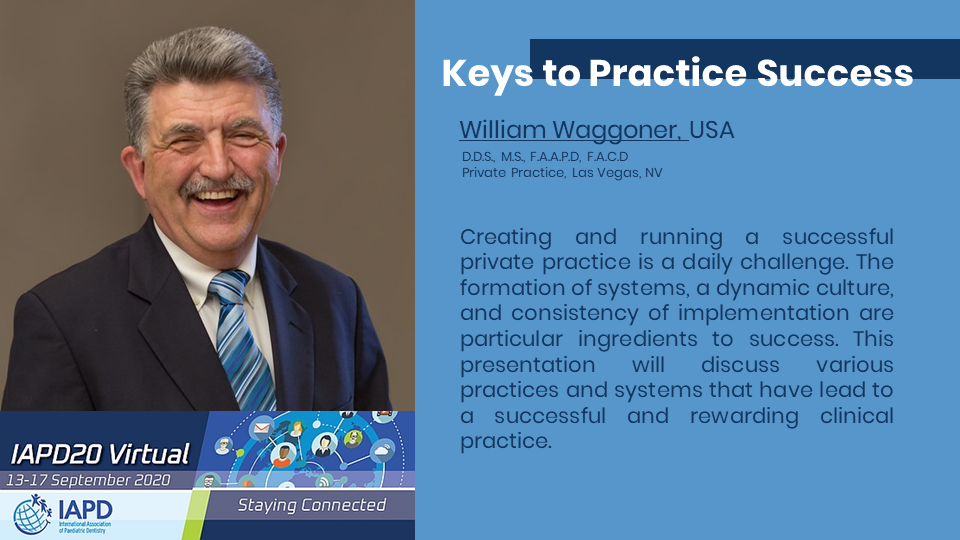 Keys to Practice Success
William Waggoner, USA
D.D.S., M.S., F.A.A.P.D, F.A.C.D
Private Practice, Las Vegas, NV
Creating and running a successful
private practice is a daily challenge. The
formation of systems, a dynamic culture,
and consistency of implementation are
particular ingredients to success. This
presentation will discuss various
practices and systems that have lead to
a successful and rewarding clinical
practice.
IAPD20 Virtual
13-17 September 2020
Staying Connected
IAPD
International Association
of Paediatric Dentistry